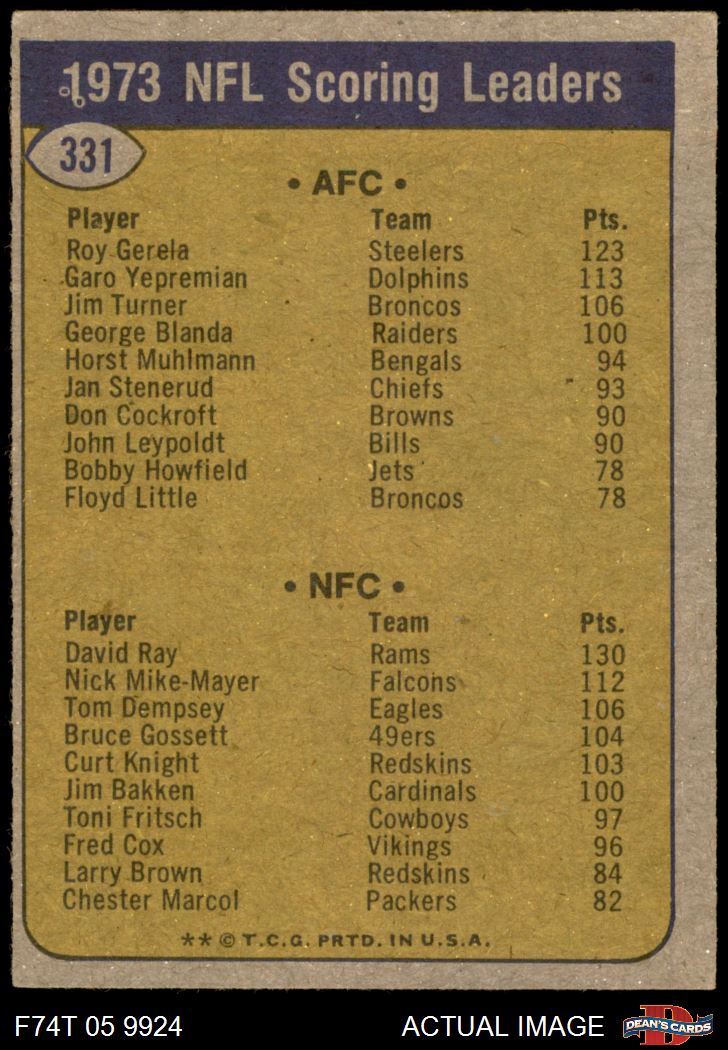 1973 NFL Scoring Leaders
331
• AFC •
Player Team Pts.
Roy Gerela Steelers 123
Garo Yepremian Dolphins 113
Jim Turner Broncos 106
George Blanda Raiders 100
Horst Muhlmann Bengals 94
Jan Stenerud Chiefs 93
Don Cockroft Browns 90
John Leypoldt Bills 90
Bobby Howfield Jets 78
Floyd Little Broncos 78
• NFC •
Player Team Pts.
David Ray Rams 130
Nick Mike-Mayer Falcons 112
Tom Dempsey Eagles 106
Bruce Gossett 49ers 104
Curt Knight Redskins 103
Jim Bakken Cardinals 100
Toni Fritsch Cowboys 97
Fred Cox Vikings 96
Larry Brown Redskins 84
Chester Marcol Packers 82
** © T.C.G. PRTD. IN U.S.A.
F74T 05 9924 ACTUAL IMAGE
D
DEAN'S CARDS